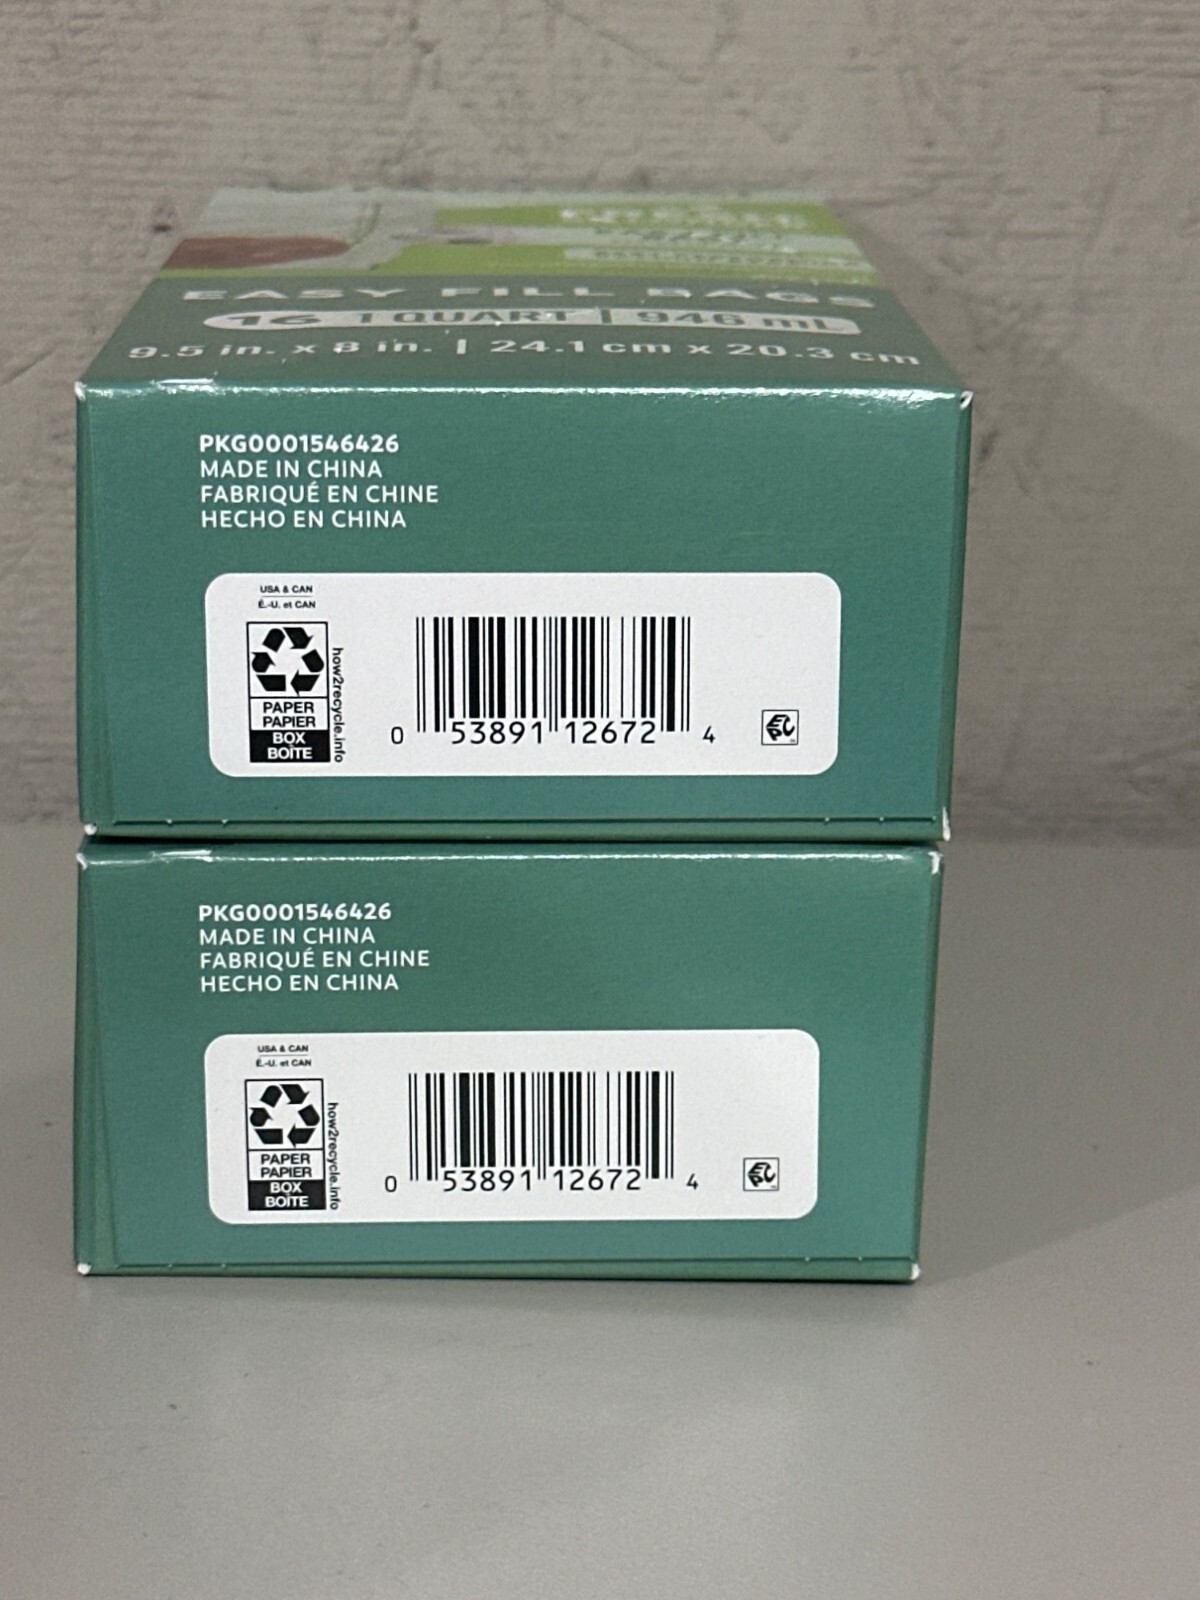 EASY FILL BAGS
16 1 QUART | 946 mL
9.5 in. x 8 in. | 24.1 cm x 20.3 cm
PKG0001546426
MADE IN CHINA
FABRIQUÉ EN CHINE
HECHO EN CHINA
USA & CAN
É.-U. et CAN
PAPER
PAPIER
BOX
BOÎTE
how2recycle.info
0 53891 12672 4
PKG0001546426
MADE IN CHINA
FABRIQUÉ EN CHINE
HECHO EN CHINA
USA & CAN
É.-U. et CAN
PAPER
PAPIER
BOX
BOÎTE
how2recycle.info
0 53891 12672 4